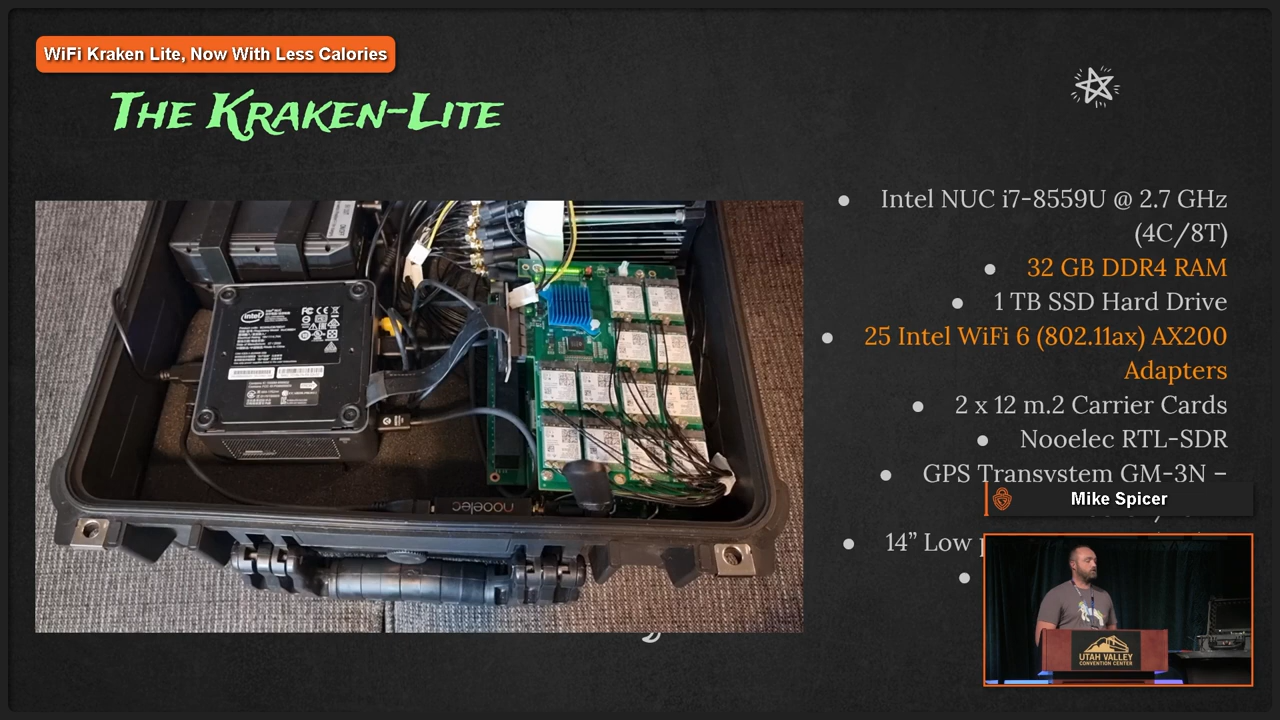 WiFi Kraken Lite, Now With Less Calories
The Kraken-Lite
Intel NUC i7-8559U @ 2.7 GHz
(4C/8T)
32 GB DDR4 RAM
1 TB SSD Hard Drive
25 Intel WiFi 6 (802.11ax) AX200
Adapters
2 x 12 m.2 Carrier Cards
Nooelec RTL-SDR
GPS Transystem GM-3N –
14” Low
Mike Spicer
intel
nooelec
UTAH VALLEY
CONVENTION CENTER